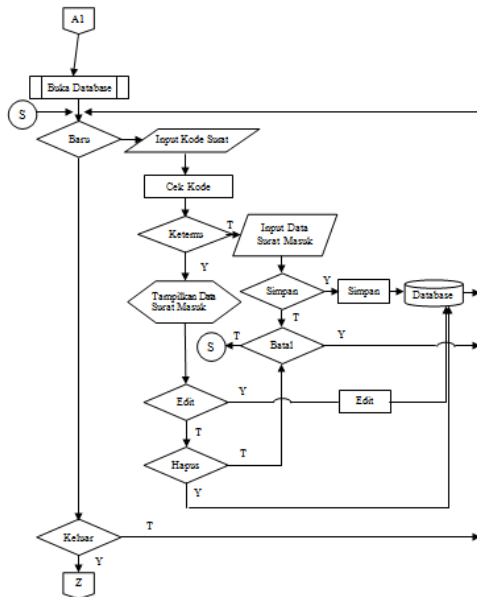 A1
Buka Database
S
Baru
Input Kode Surat
Cek Kode
Ketemu
T
Input Data
Surat Masuk
Y
Tampilkan Data
Surat Masuk
Simpan
Y
Simpan
Database
T
S
T
Batal
Y
Edit
Y
Edit
T
Hapus
T
Y
Keluar
T
Y
Z